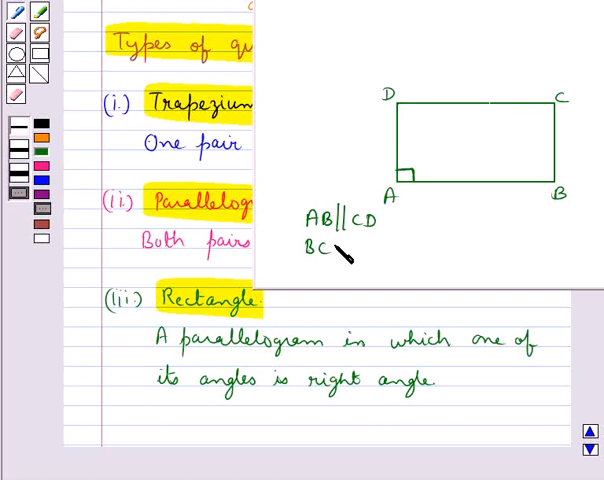 Types of qu
(i.) Trapezium
One pair
(ii.) Parallelog
Both pairs
D
C
A
B
AB||CD
BC
(iii.) Rectangle.
A parallelogram in which one of
its angles is right angle.